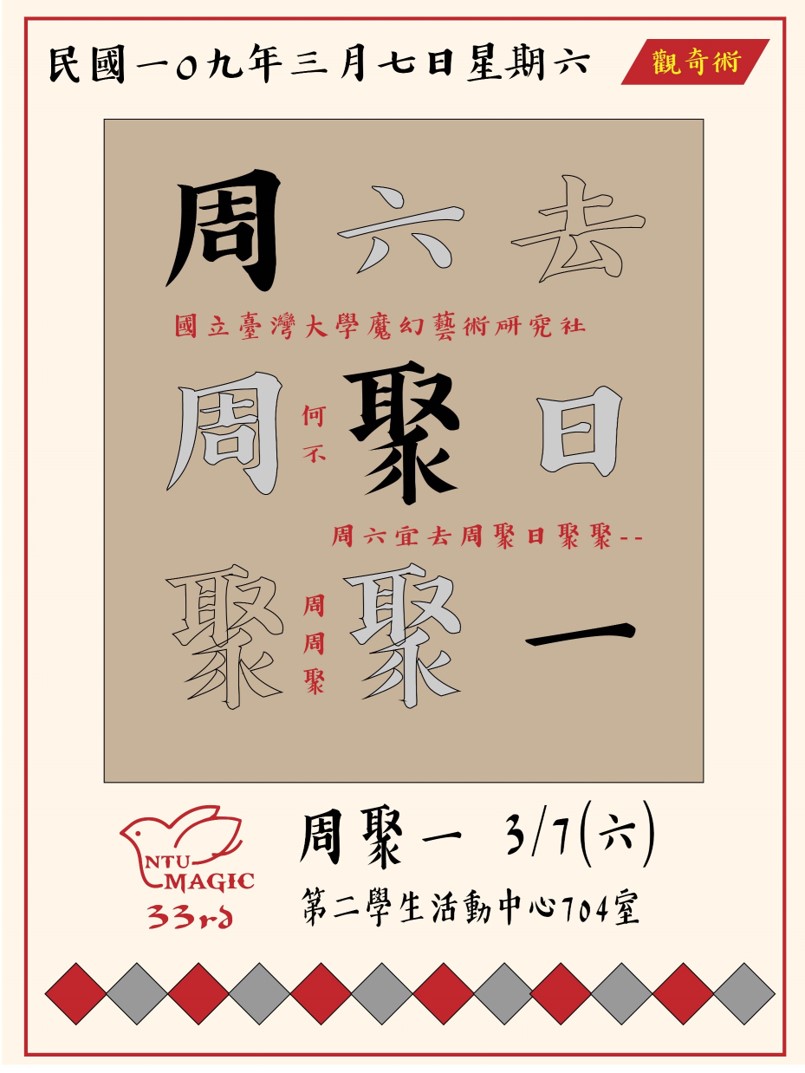 民國一〇九年三月七日星期六
觀奇術
周六去
國立臺灣大學魔幻藝術研究社
周聚日
何不
周六宜去周聚日聚聚--
聚聚一
周周聚
NTU
MAGIC
33rd
周聚一 3/7(六)
第二學生活動中心704室